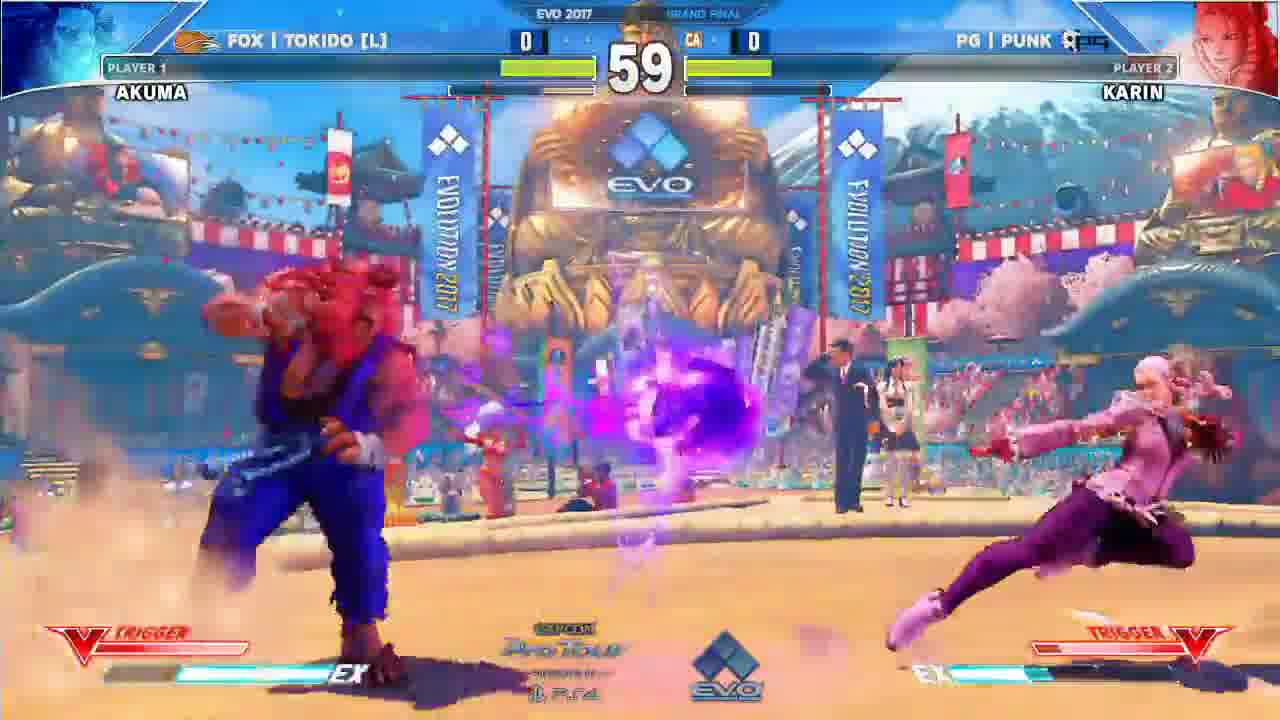 EVO 2017 GRAND FINAL
FOX | TOKIDO [L]
0
CA
0
PG | PUNK
PLAYER 1
59
PLAYER 2
AKUMA
KARIN
EVO
EVOLUTION 2017
EVOLUTION 2017
TRIGGER
TRIGGER
CAPCOM
PRO TOUR
PS4
EX
EX
EVO